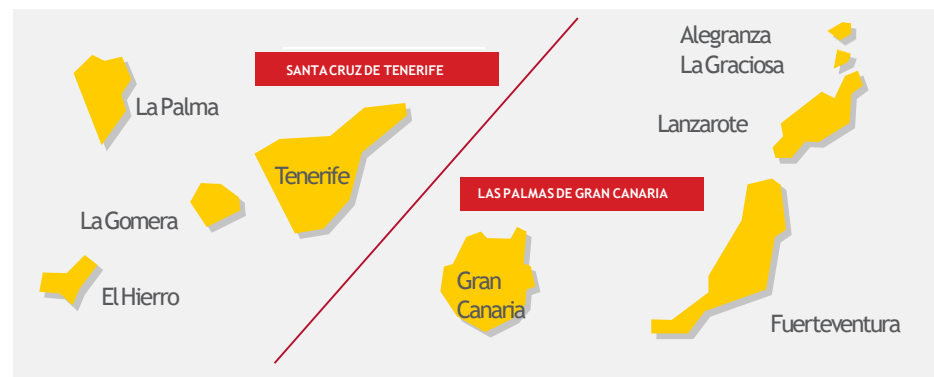 Alegranza
La Graciosa
SANTA CRUZ DE TENERIFE
La Palma
Lanzarote
Tenerife
LAS PALMAS DE GRAN CANARIA
La Gomera
Gran
Canaria
El Hierro
Fuerteventura